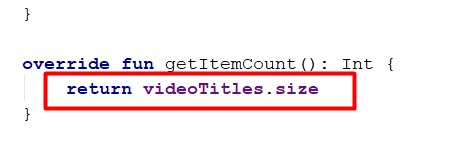 }
override fun getItemCount(): Int {
return videoTitles.size
}